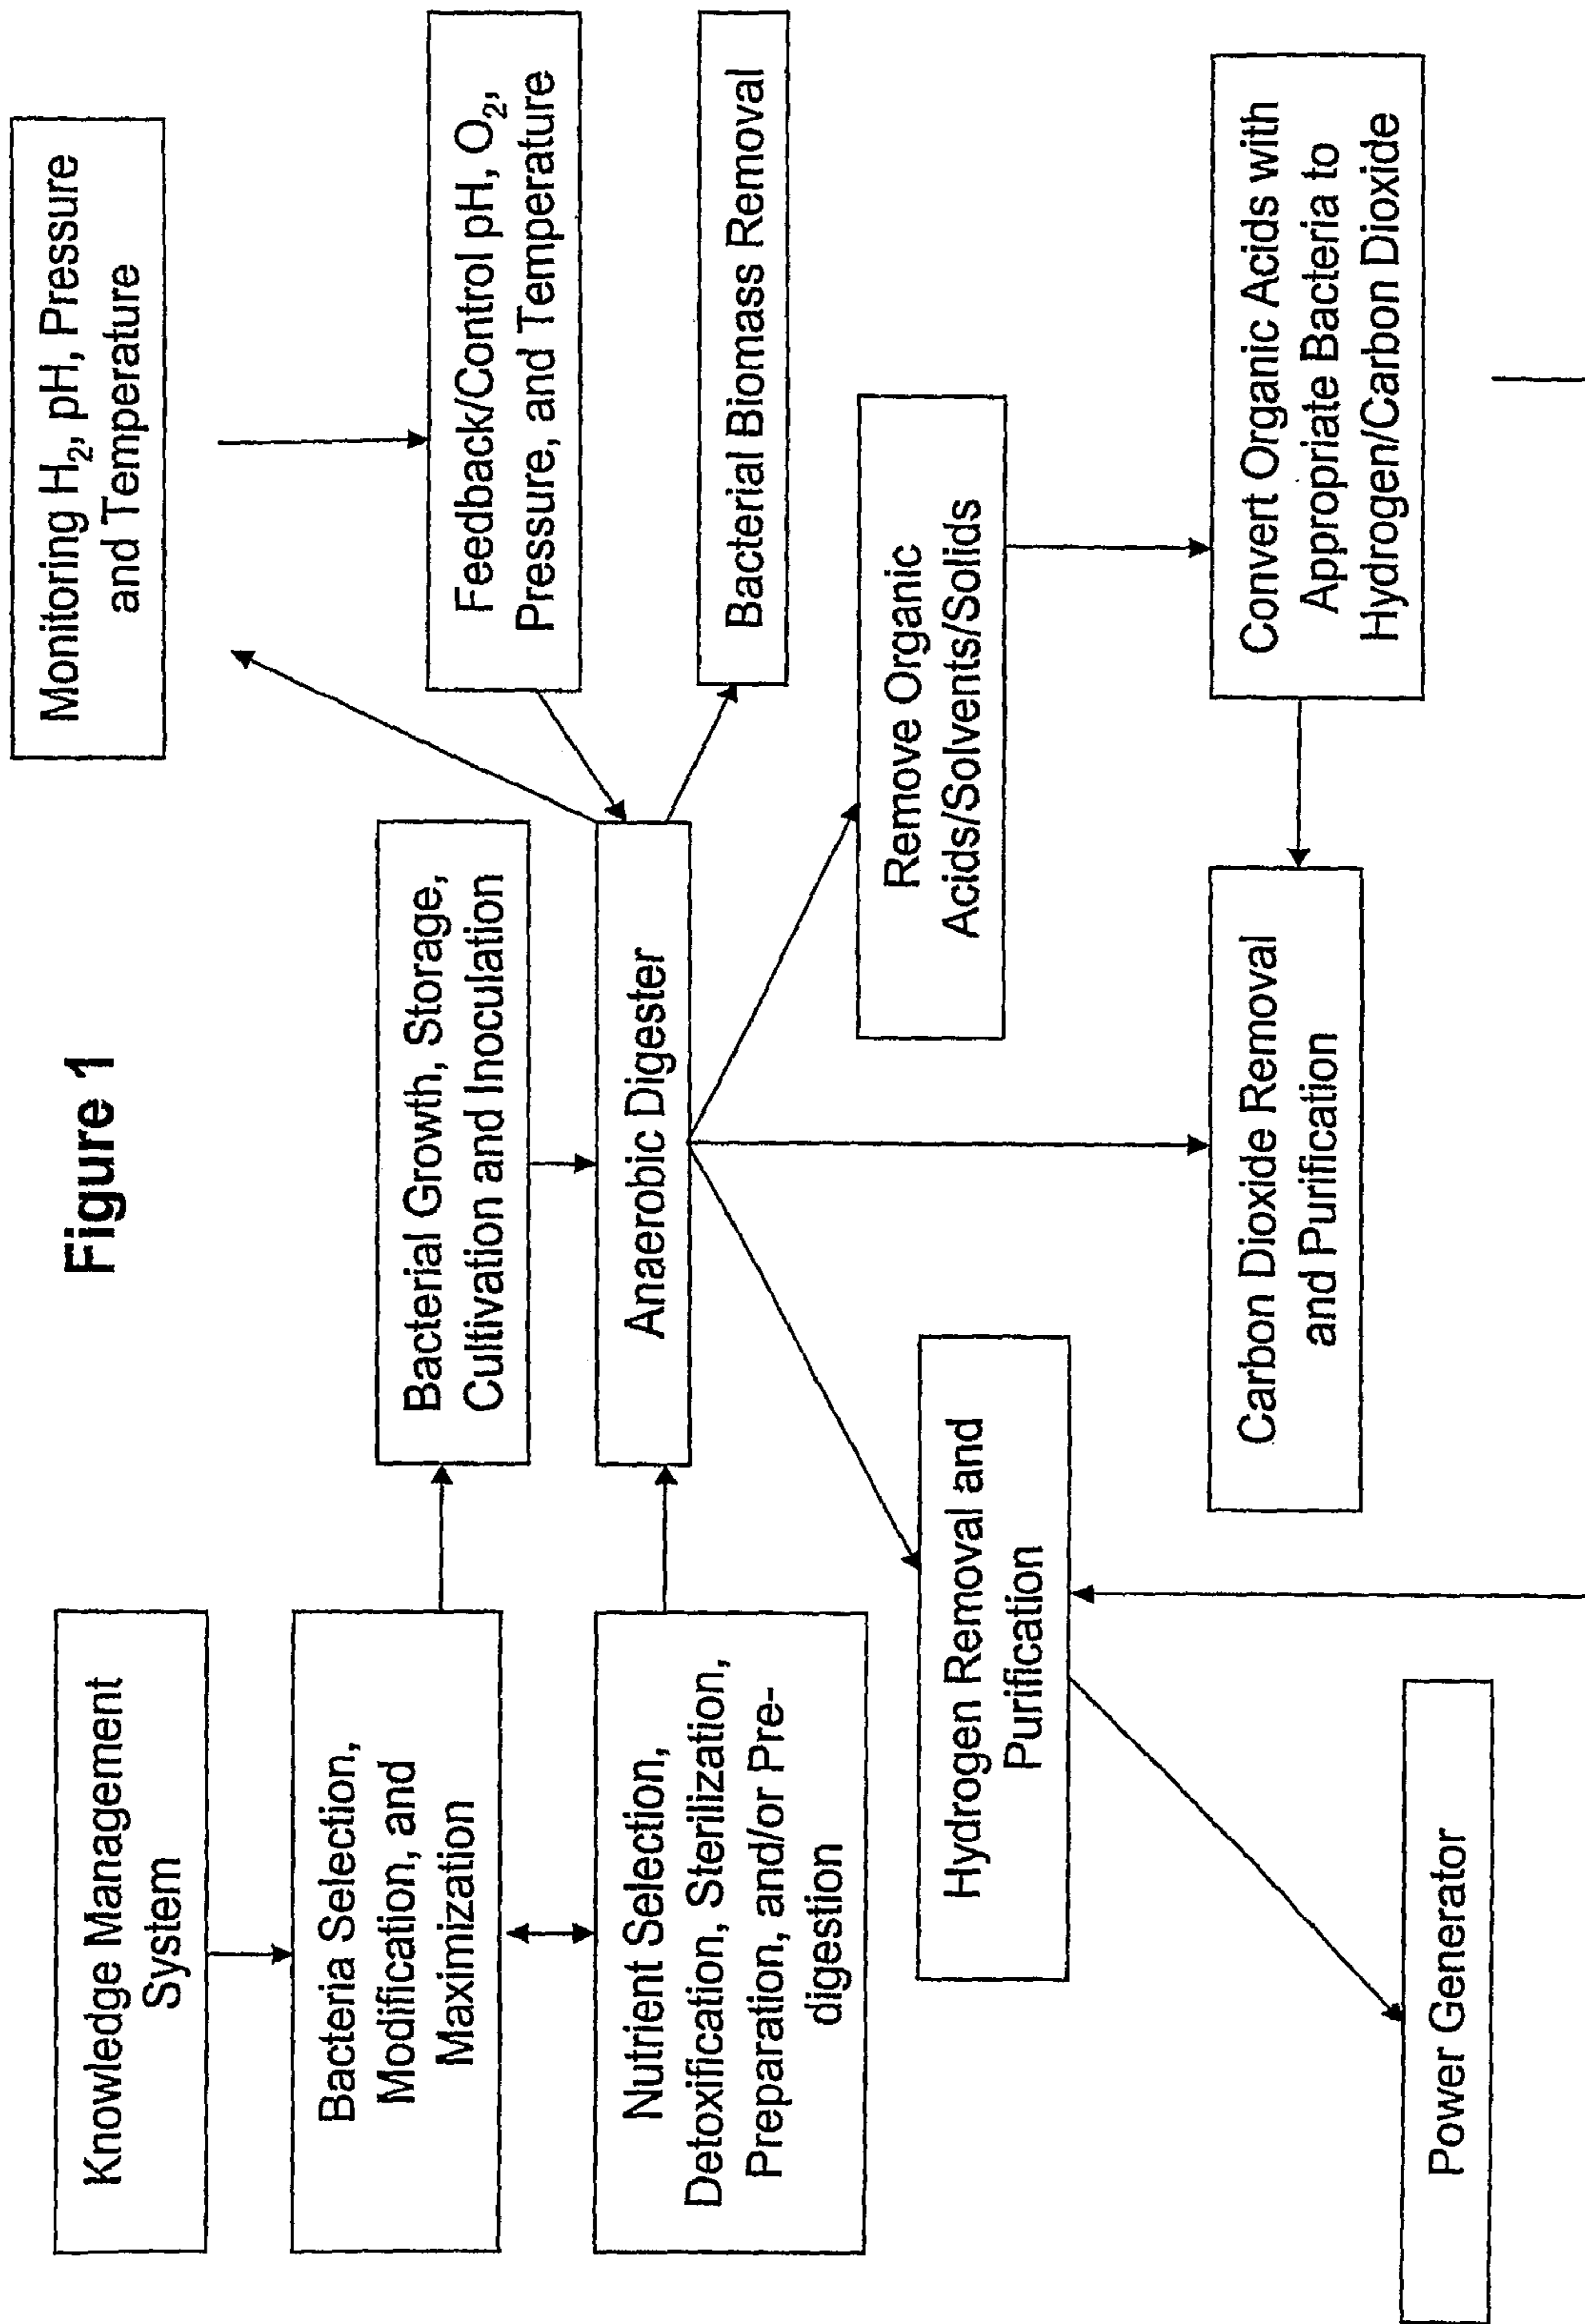 Figure 1
Knowledge Management
System
Bacteria Selection,
Modification, and
Maximization
Nutrient Selection,
Detoxification, Sterilization,
Preparation, and/or Pre-
digestion
Bacterial Growth, Storage,
Cultivation and Inoculation
Anaerobic Digester
Monitoring H₂, pH, Pressure
and Temperature
Feedback/Control pH, O₂,
Pressure, and Temperature
Bacterial Biomass Removal
Remove Organic
Acids/Solvents/Solids
Hydrogen Removal and
Purification
Carbon Dioxide Removal
and Purification
Convert Organic Acids with
Appropriate Bacteria to
Hydrogen/Carbon Dioxide
Power Generator